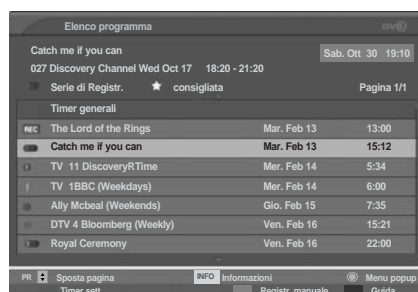 Elenco programma
Catch me if you can
Sab. Ott 30 19:10
027 Discovery Channel Wed Oct 17 18:20 - 21:20
Serie di Registr. consigliata Pagina 1/1
Timer generali
REC The Lord of the Rings Mar. Feb 13 13:00
Catch me if you can Mar. Feb 13 15:12
TV 11 DiscoveryRTime Mer. Feb 14 5:34
TV 1BBC (Weekdays) Mer. Feb 14 6:00
Ally Mcbeal (Weekends) Gio. Feb 15 7:35
DTV 4 Bloomberg (Weekly) Ven. Feb 16 15:21
Royal Ceremony Ven. Feb 16 22:00
PR Sposta pagina INFO Informazioni Menu popup
Timer sett. Registr. manuale Guida